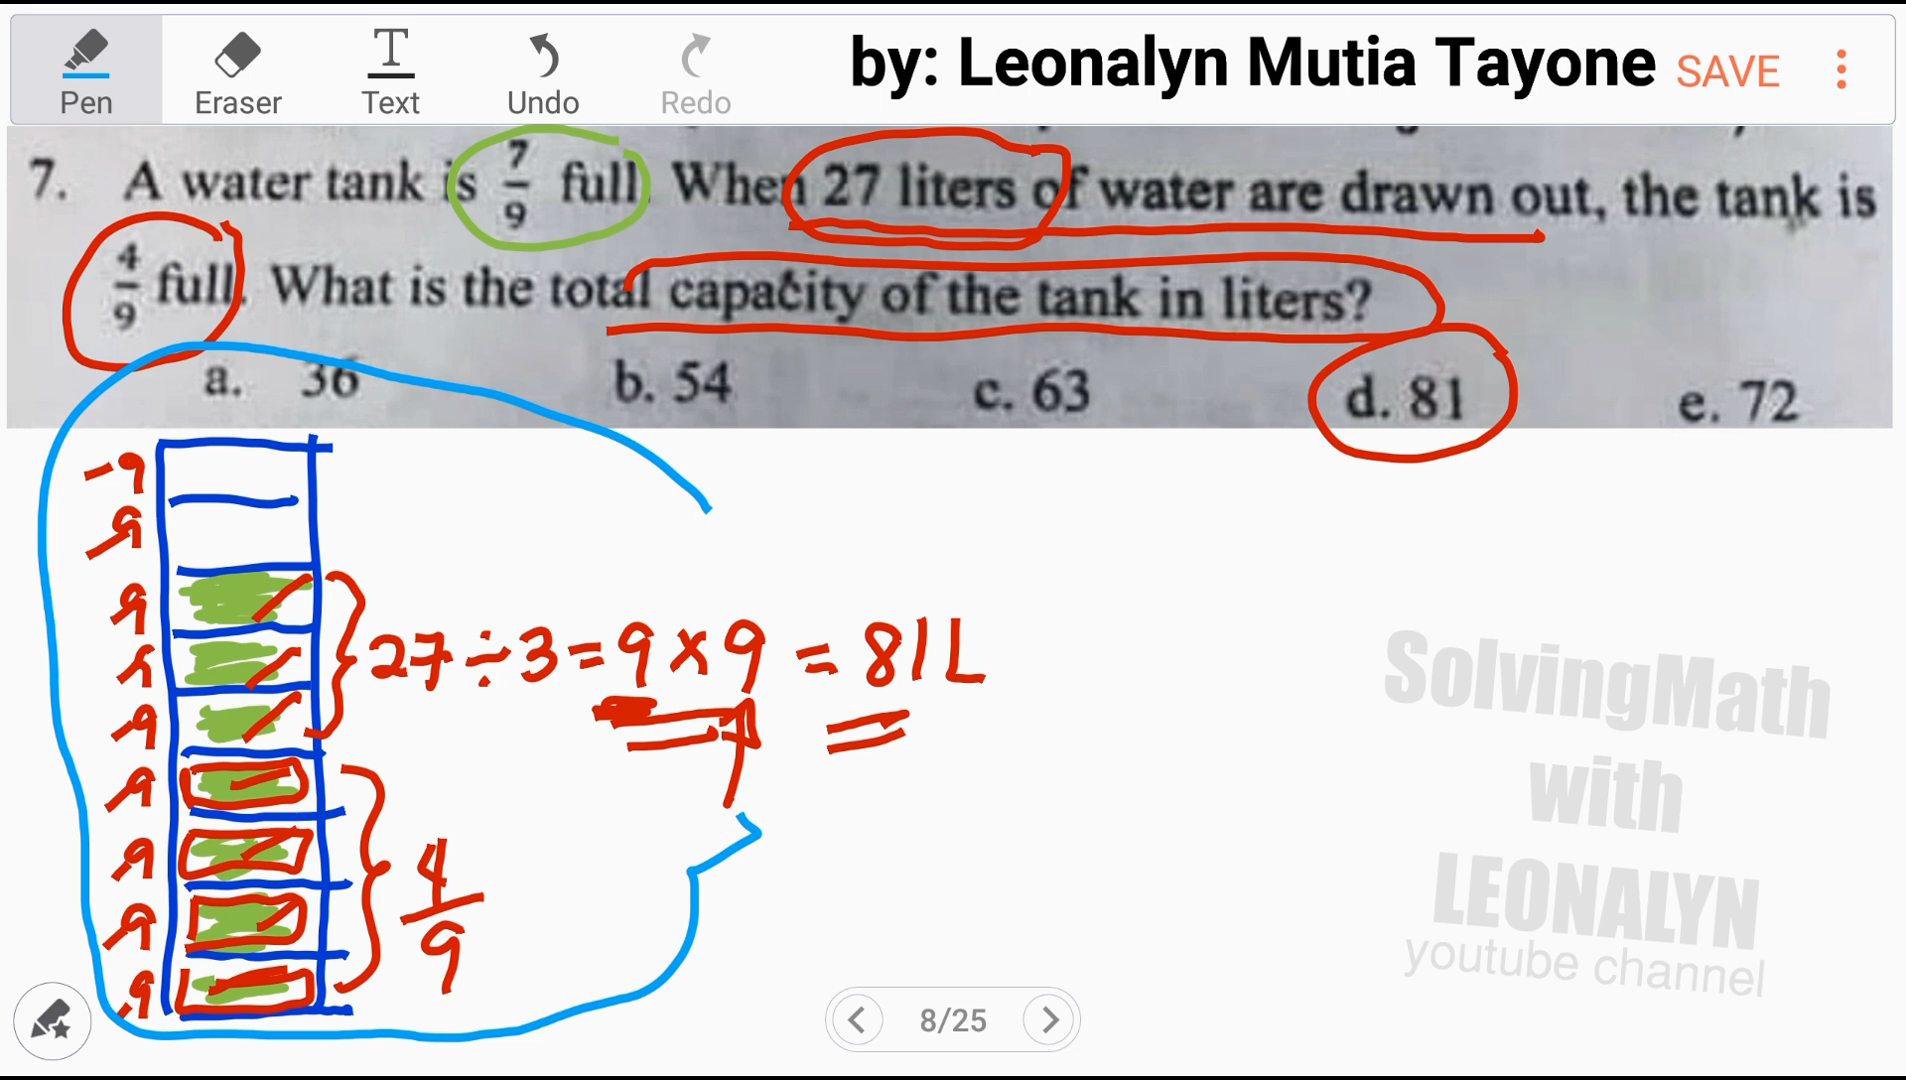 Pen
Eraser
Text
Undo
Redo
by: Leonalyn Mutia Tayone
SAVE
7. A water tank is 7/9 full. When 27 liters of water are drawn out, the tank is
4/9 full. What is the total capacity of the tank in liters?
a. 36 b. 54 c. 63 d. 81 e. 72
9
9
9
9
9
9
9
9
9
27 ÷ 3 = 9 × 9 = 81L
4/9
SolvingMath
with
LEONALYN
youtube channel
8/25